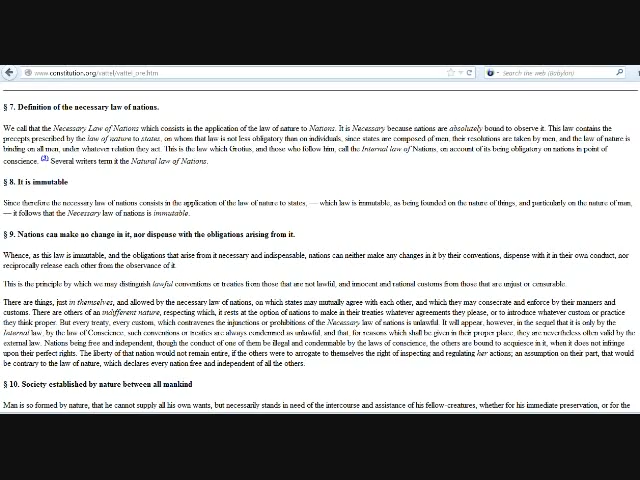 www.constitution.org/vattel/vattel_pre.htm
Search the web (Babylon)
§ 7. Definition of the necessary law of nations.
We call that the Necessary Law of Nations which consists in the application of the law of nature to Nations. It is Necessary because nations are absolutely bound to observe it. This law contains the
precepts prescribed by the law of nature to states, on whom that law is not less obligatory than on individuals, since states are composed of men, their resolutions are taken by men, and the law of nature is
binding on all men, under whatever relation they act. This is the law which Grotius, and those who follow him, call the Internal law of Nations, on account of its being obligatory on nations in point of
conscience. (3) Several writers term it the Natural law of Nations.
§ 8. It is immutable
Since therefore the necessary law of nations consists in the application of the law of nature to states, — which law is immutable, as being founded on the nature of things, and particularly on the nature of man,
— it follows that the Necessary law of nations is immutable.
§ 9. Nations can make no change in it, nor dispense with the obligations arising from it.
Whence, as this law is immutable, and the obligations that arise from it necessary and indispensable, nations can neither make any changes in it by their conventions, dispense with it in their own conduct, nor
reciprocally release each other from the observance of it.
This is the principle by which we may distinguish lawful conventions or treaties from those that are not lawful, and innocent and rational customs from those that are unjust or censurable.
There are things, just in themselves, and allowed by the necessary law of nations, on which states may mutually agree with each other, and which they may consecrate and enforce by their manners and
customs. There are others of an indifferent nature, respecting which, it rests at the option of nations to make in their treaties whatever agreements they please, or to introduce whatever custom or practice
they think proper. But every treaty, every custom, which contravenes the injunctions or prohibitions of the Necessary law of nations is unlawful. It will appear, however, in the sequel that it is only by the
Internal law, by the law of Conscience, such conventions or treaties are always condemned as unlawful, and that, for reasons which shall be given in their proper place, they are nevertheless often valid by the
external law. Nations being free and independent, though the conduct of one of them be illegal and condemnable by the laws of conscience, the others are bound to acquiesce in it, when it does not infringe
upon their perfect rights. The liberty of that nation would not remain entire, if the others were to arrogate to themselves the right of inspecting and regulating her actions; an assumption on their part, that would
be contrary to the law of nature, which declares every nation free and independent of all the others.
§ 10. Society established by nature between all mankind
Man is so formed by nature, that he cannot supply all his own wants, but necessarily stands in need of the intercourse and assistance of his fellow-creatures, whether for his immediate preservation, or for the